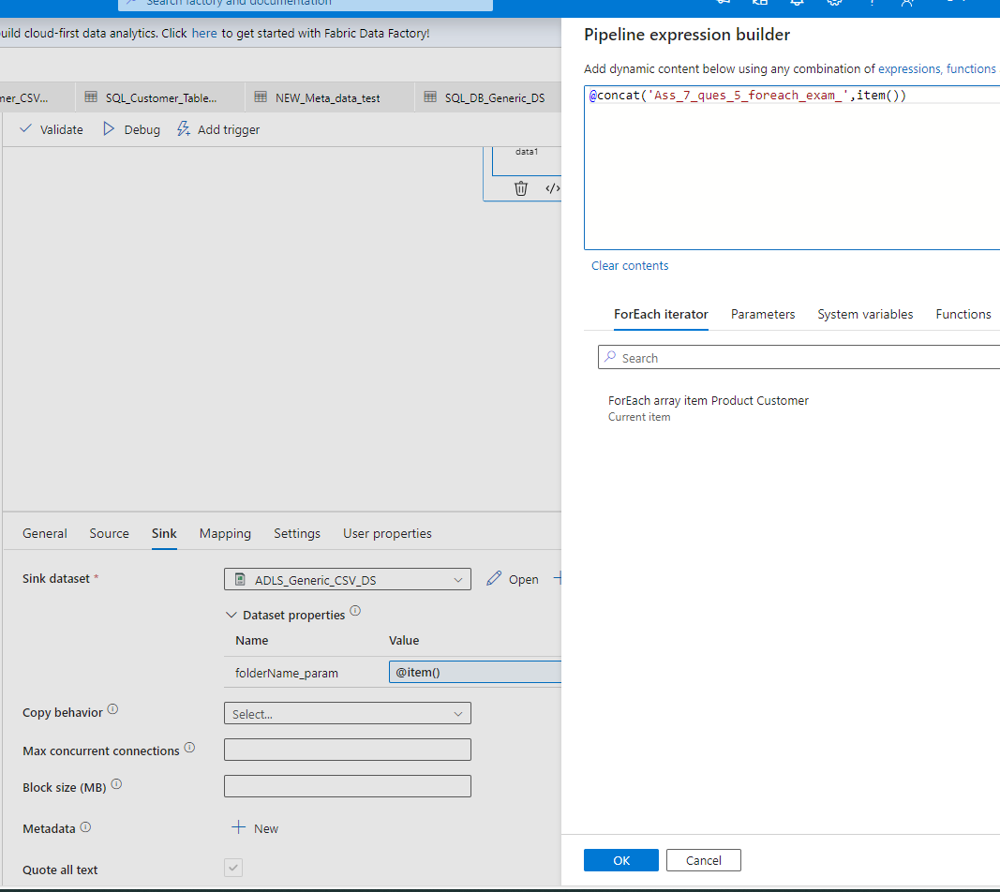 Search factory and documentation
uild cloud-first data analytics. Click here to get started with Fabric Data Factory!
mer_CSV...
SQL_Customer_Table...
NEW_Meta_data_test
SQL_DB_Generic_DS
Validate
Debug
Add trigger
data1
General
Source
Sink
Mapping
Settings
User properties
Sink dataset *
ADLS_Generic_CSV_DS
Open
Dataset properties
Name
Value
folderName_param
@item()
Copy behavior
Select...
Max concurrent connections
Block size (MB)
Metadata
New
Quote all text
Pipeline expression builder
Add dynamic content below using any combination of expressions, functions
@concat('Ass_7_ques_5_foreach_exam_',item())
Clear contents
ForEach iterator
Parameters
System variables
Functions
Search
ForEach array item Product Customer
Current item
OK
Cancel